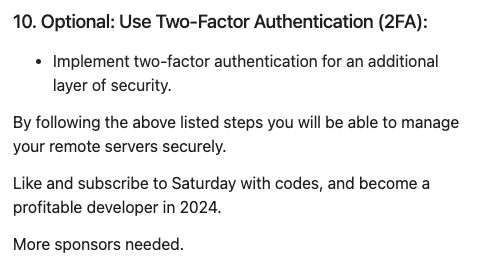 10. Optional: Use Two-Factor Authentication (2FA):
• Implement two-factor authentication for an additional
layer of security.
By following the above listed steps you will be able to manage
your remote servers securely.
Like and subscribe to Saturday with codes, and become a
profitable developer in 2024.
More sponsors needed.